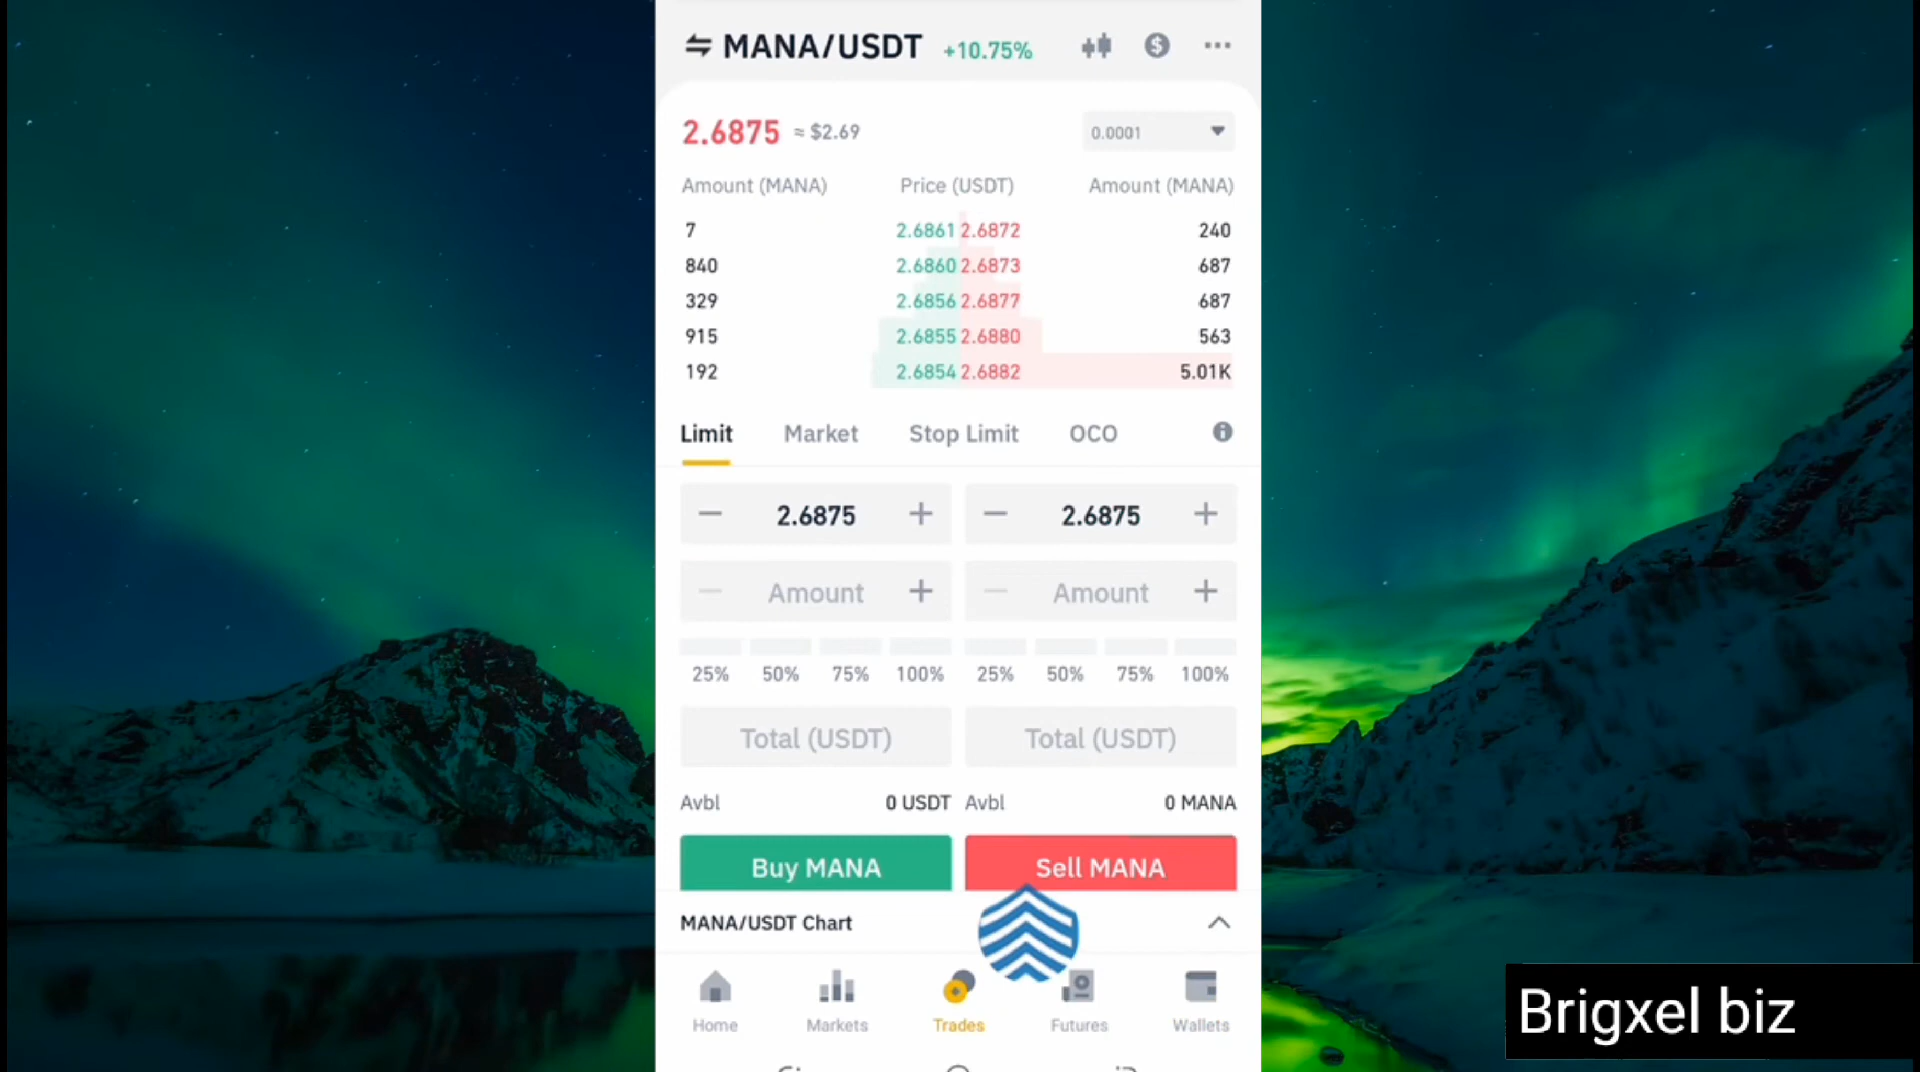 MANA/USDT +10.75%
2.6875 ≈ $2.69 0.0001
Amount (MANA) Price (USDT) Amount (MANA)
7 2.6861 2.6872 240
840 2.6860 2.6873 687
329 2.6856 2.6877 687
915 2.6855 2.6880 563
192 2.6854 2.6882 5.01K
Limit Market Stop Limit OCO
− 2.6875 + − 2.6875 +
− Amount + − Amount +
25% 50% 75% 100% 25% 50% 75% 100%
Total (USDT) Total (USDT)
Avbl 0 USDT Avbl 0 MANA
Buy MANA Sell MANA
MANA/USDT Chart
Home Markets Trades Futures Wallets
Brigxel biz